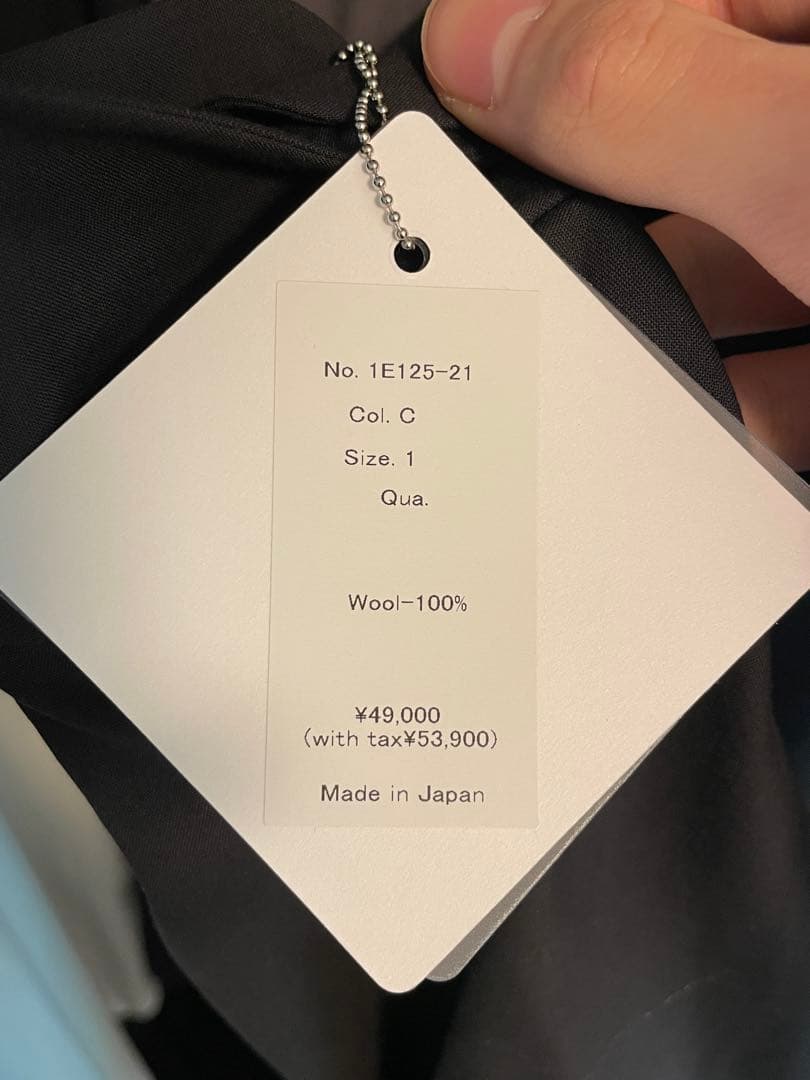 No. 1E125-21
Col. C
Size. 1
Qua.
Wool-100%
¥49,000
(with tax¥53,900)
Made in Japan